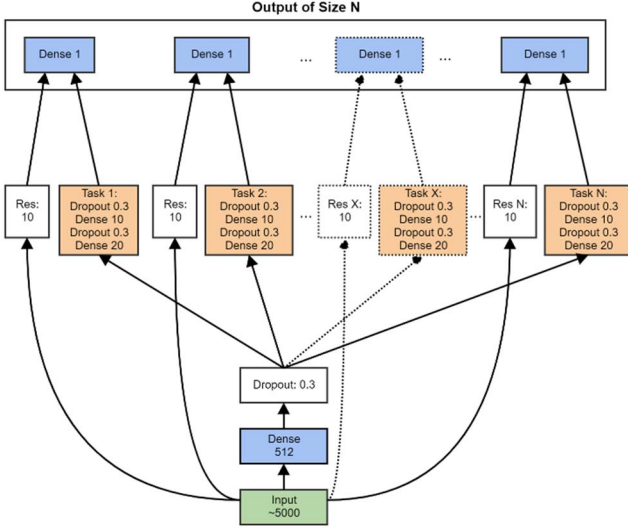 Output of Size N
Dense 1
Dense 1
...
Dense 1
...
Dense 1
Res:
10
Task 1:
Dropout 0.3
Dense 10
Dropout 0.3
Dense 20
Res:
10
Task 2:
Dropout 0.3
Dense 10
Dropout 0.3
Dense 20
...
Res X:
10
Task X:
Dropout 0.3
Dense 10
Dropout 0.3
Dense 20
...
Res N:
10
Task N:
Dropout 0.3
Dense 10
Dropout 0.3
Dense 20
Dropout: 0.3
Dense
512
Input
~5000